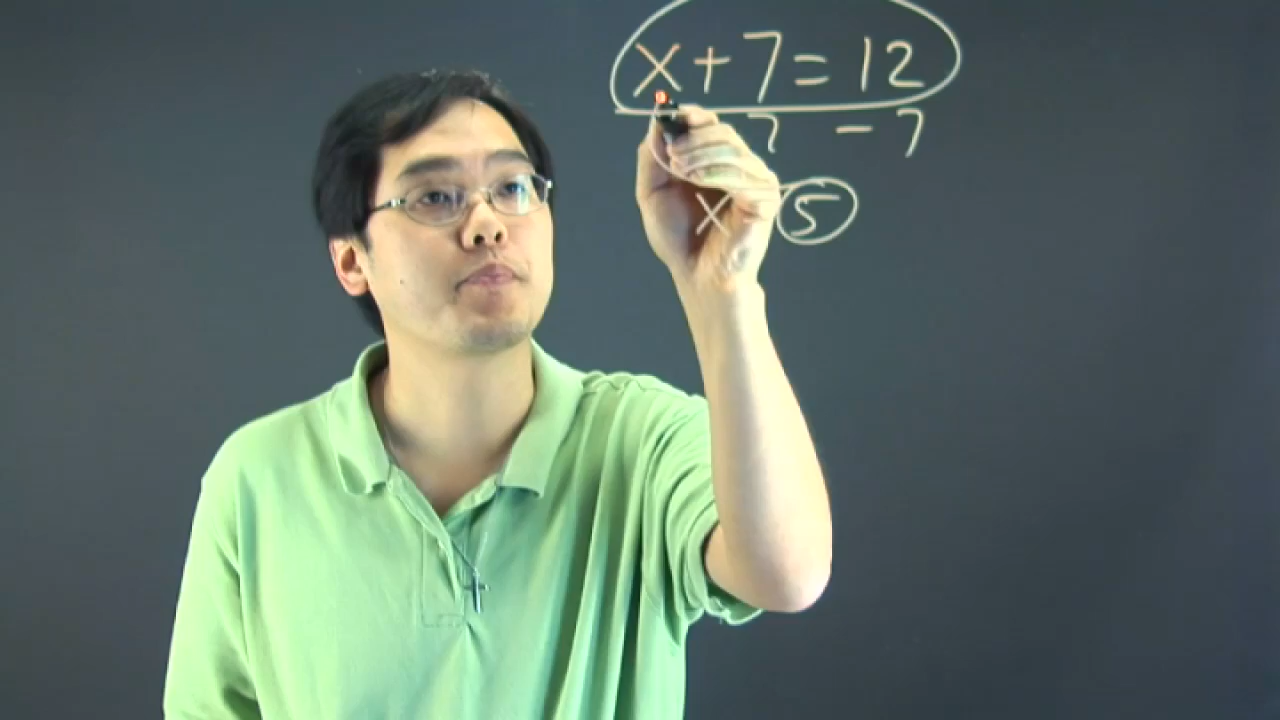 x + 7 = 12
7 - 7
x 5